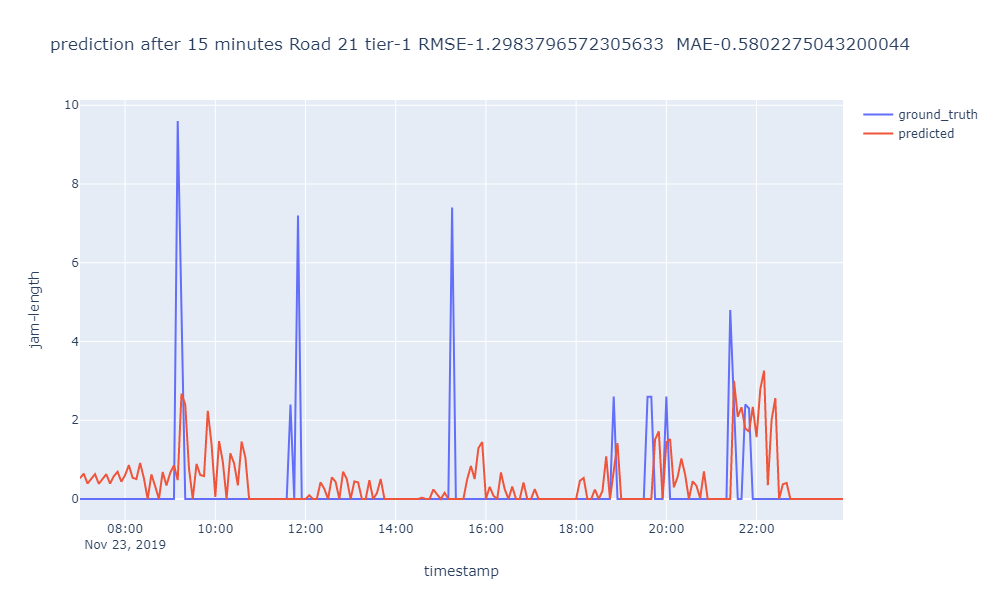 prediction after 15 minutes Road 21 tier-1 RMSE-1.2983796572305633  MAE-0.5802275043200044
ground_truth
predicted
10
8
6
4
2
0
jam-length
08:00 10:00 12:00 14:00 16:00 18:00 20:00 22:00
Nov 23, 2019
timestamp